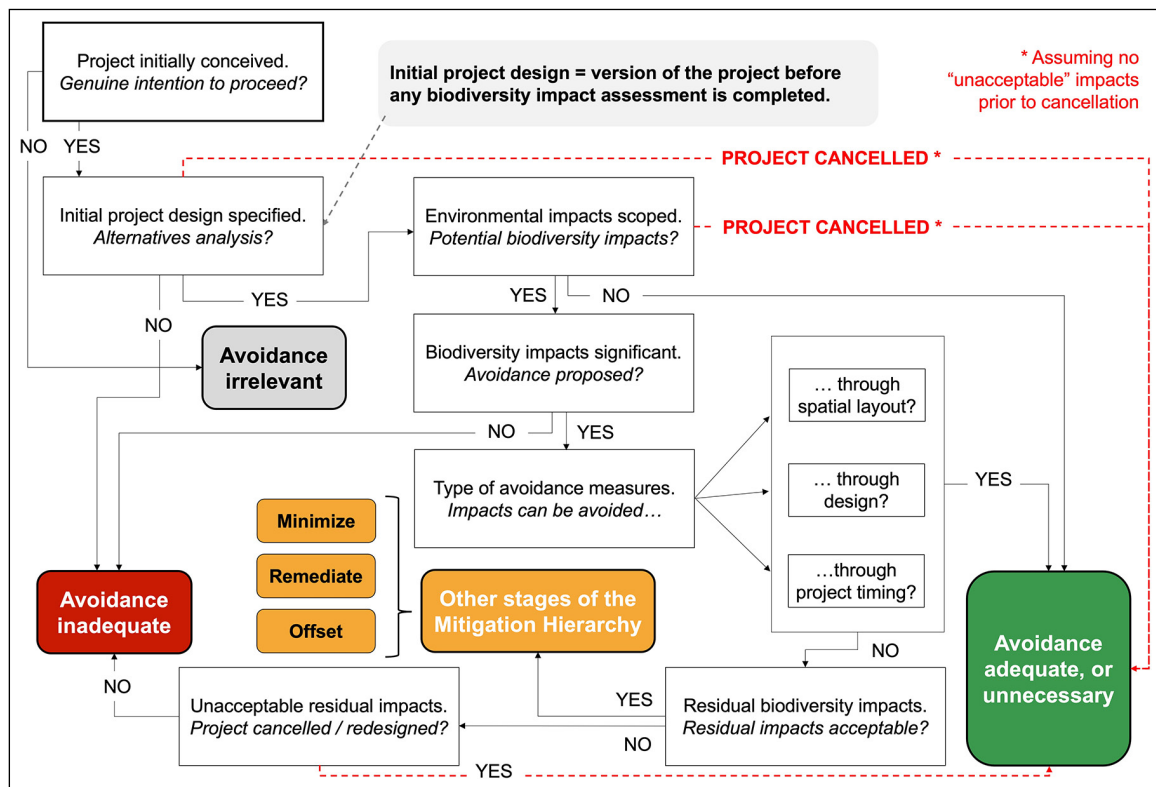 Project initially conceived.
Genuine intention to proceed?
Initial project design = version of the project before
any biodiversity impact assessment is completed.
* Assuming no
“unacceptable” impacts
prior to cancellation
NO
YES
PROJECT CANCELLED *
Initial project design specified.
Alternatives analysis?
Environmental impacts scoped.
Potential biodiversity impacts?
PROJECT CANCELLED *
YES
NO
YES
NO
Avoidance
irrelevant
Biodiversity impacts significant.
Avoidance proposed?
… through
spatial layout?
NO
YES
Type of avoidance measures.
Impacts can be avoided…
… through
design?
YES
Minimize
Remediate
Offset
Other stages of the
Mitigation Hierarchy
…through
project timing?
Avoidance
inadequate
Avoidance
adequate, or
unnecessary
NO
NO
Unacceptable residual impacts.
Project cancelled / redesigned?
YES
NO
Residual biodiversity impacts.
Residual impacts acceptable?
YES